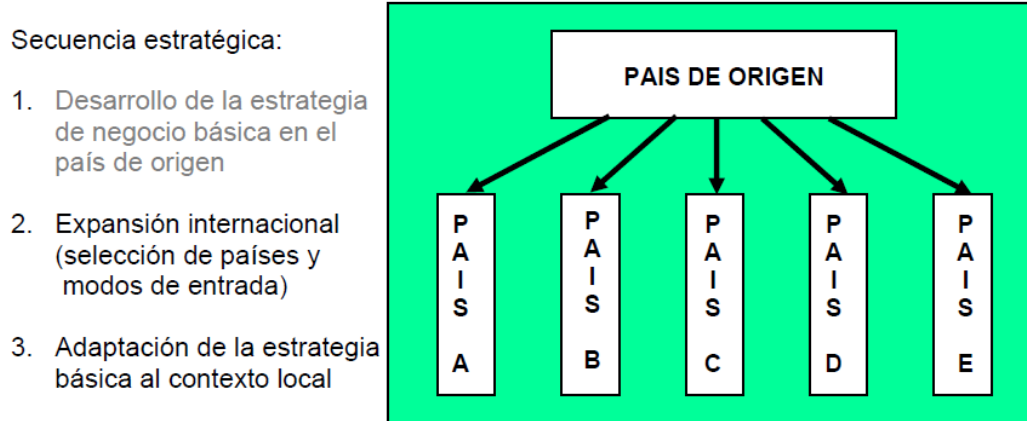 Secuencia estratégica:
1. Desarrollo de la estrategia
de negocio básica en el
país de origen
2. Expansión internacional
(selección de países y
modos de entrada)
3. Adaptación de la estrategia
básica al contexto local
PAIS DE ORIGEN
PAIS A
PAIS B
PAIS C
PAIS D
PAIS E